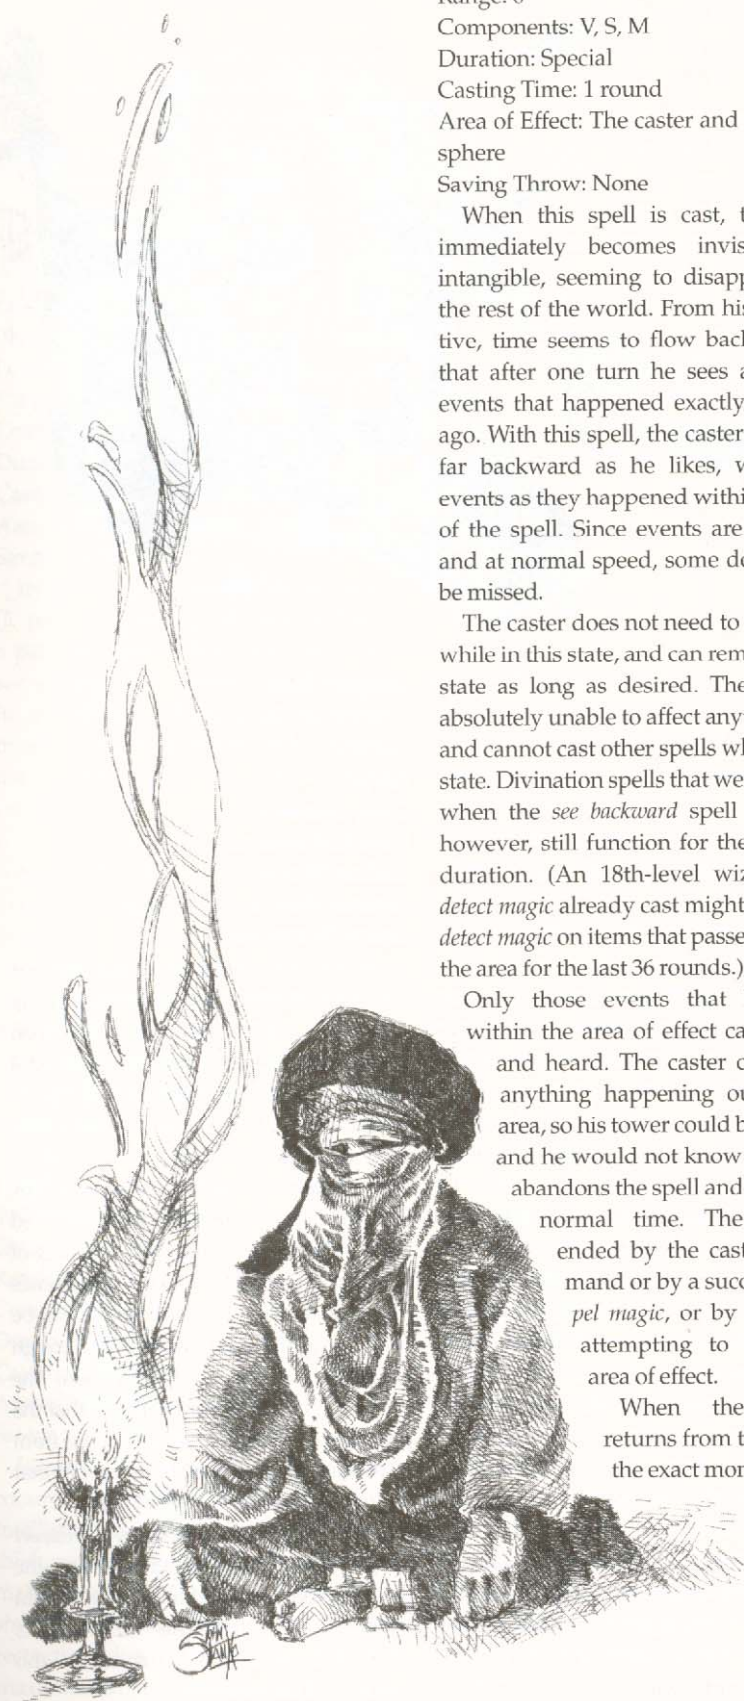 Range: 0
Components: V, S, M
Duration: Special
Casting Time: 1 round
Area of Effect: The caster and
sphere
Saving Throw: None
When this spell is cast, t
immediately becomes invis
intangible, seeming to disapp
the rest of the world. From his
tive, time seems to flow back
that after one turn he sees a
events that happened exactly
ago. With this spell, the caster
far backward as he likes, w
events as they happened withi
of the spell. Since events are
and at normal speed, some de
be missed.
The caster does not need to
while in this state, and can rem
state as long as desired. The
absolutely unable to affect any
and cannot cast other spells wh
state. Divination spells that we
when the see backward spell
however, still function for the
duration. (An 18th-level wiz
detect magic already cast might
detect magic on items that passe
the area for the last 36 rounds.)
Only those events that
within the area of effect ca
and heard. The caster c
anything happening ou
area, so his tower could b
and he would not know
abandons the spell and
normal time. The
ended by the cast
mand or by a succ
pel magic, or by
attempting to
area of effect.
When the
returns from t
the exact mor